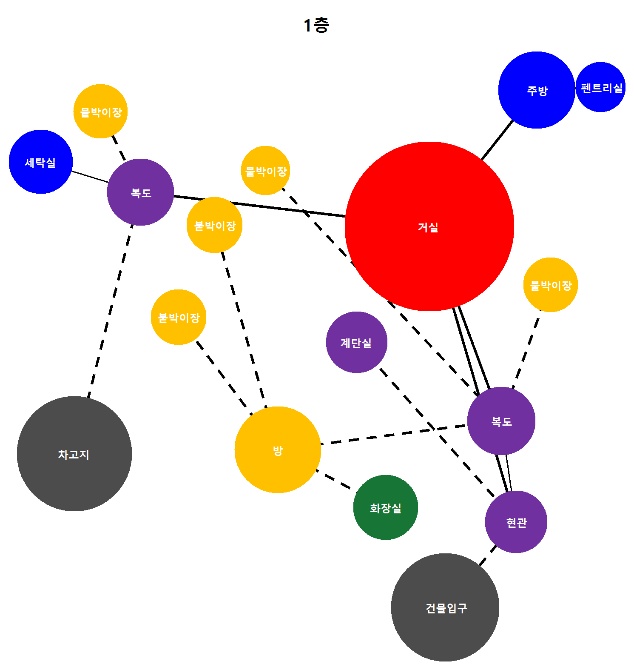 1층
주방
펜트리실
붙박이장
세탁실
붙박이장
복도
붙박이장
거실
붙박이장
붙박이장
계단실
복도
방
차고지
화장실
현관
건물입구